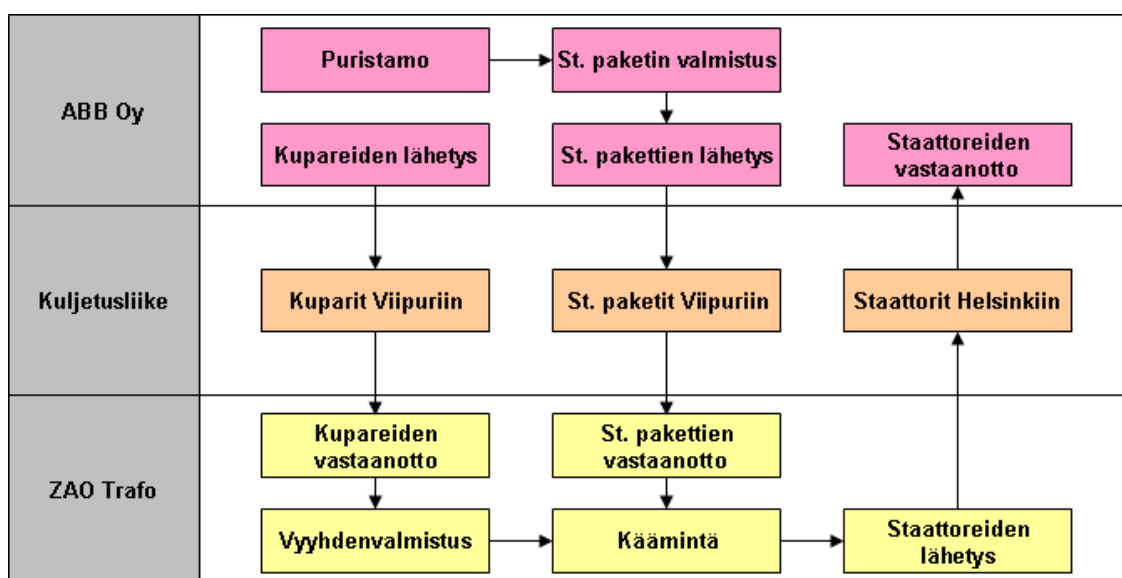 ABB Oy
Puristamo
St. paketin valmistus
Kupareiden lähetys
St. pakettien lähetys
Staattoreiden
vastaanotto
Kuljetusliike
Kuparit Viipuriin
St. paketit Viipuriin
Staattorit Helsinkiin
ZAO Trafo
Kupareiden
vastaanotto
St. pakettien
vastaanotto
Vyyhdenvalmistus
Käämintä
Staattoreiden
lähetys